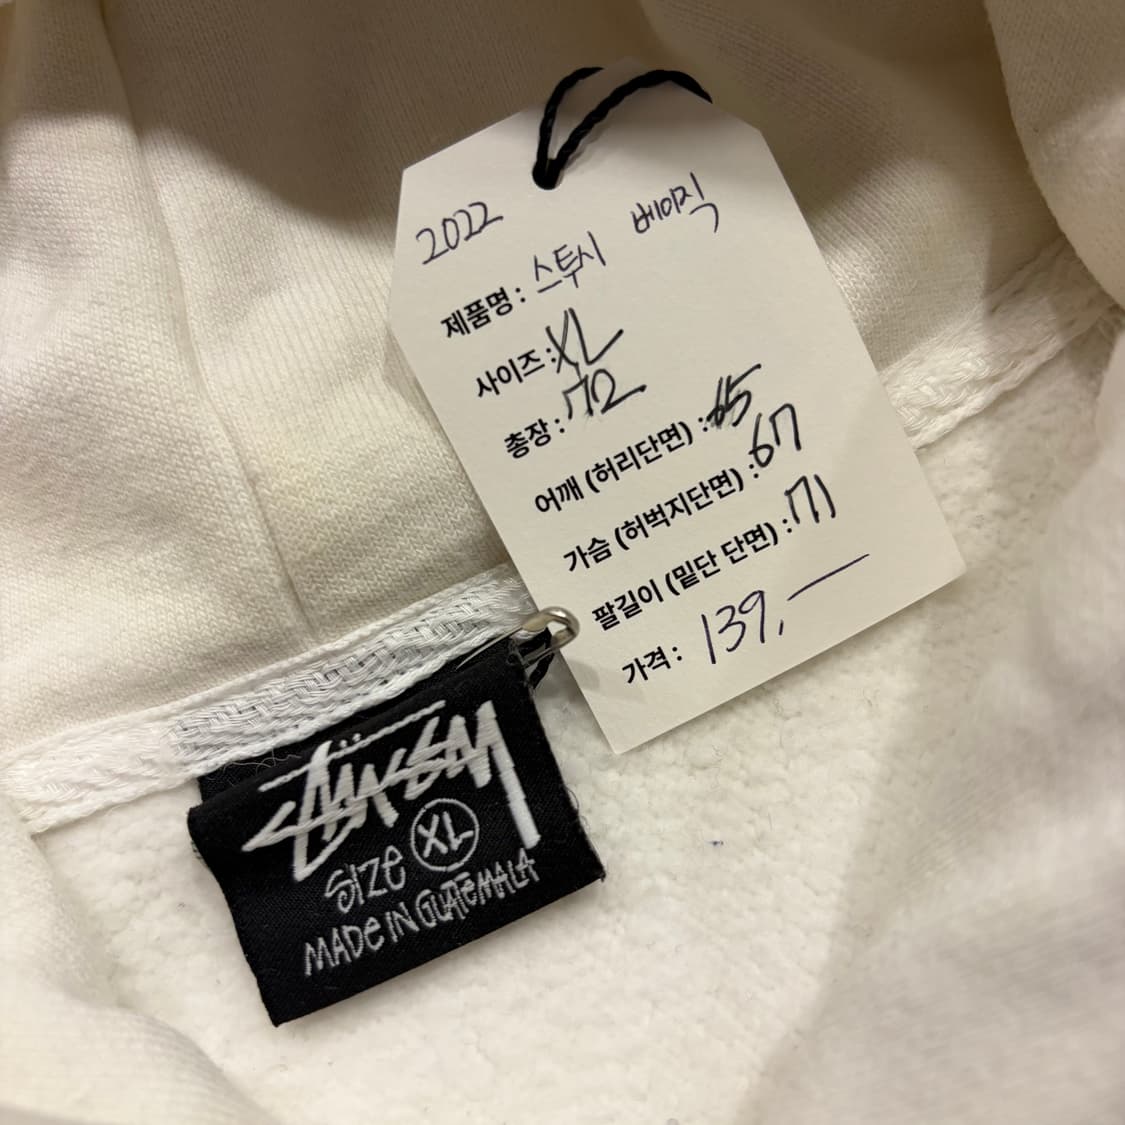 2022 베이직
제품명 : 스투시
사이즈 : XL
총장 : 72
어깨 (허리단면) : 65
가슴 (허벅지단면) : 67
팔길이 (밑단 단면) : 71
가격 : 139,—
STÜSSY
SIZE XL
MADE IN GUATEMALA